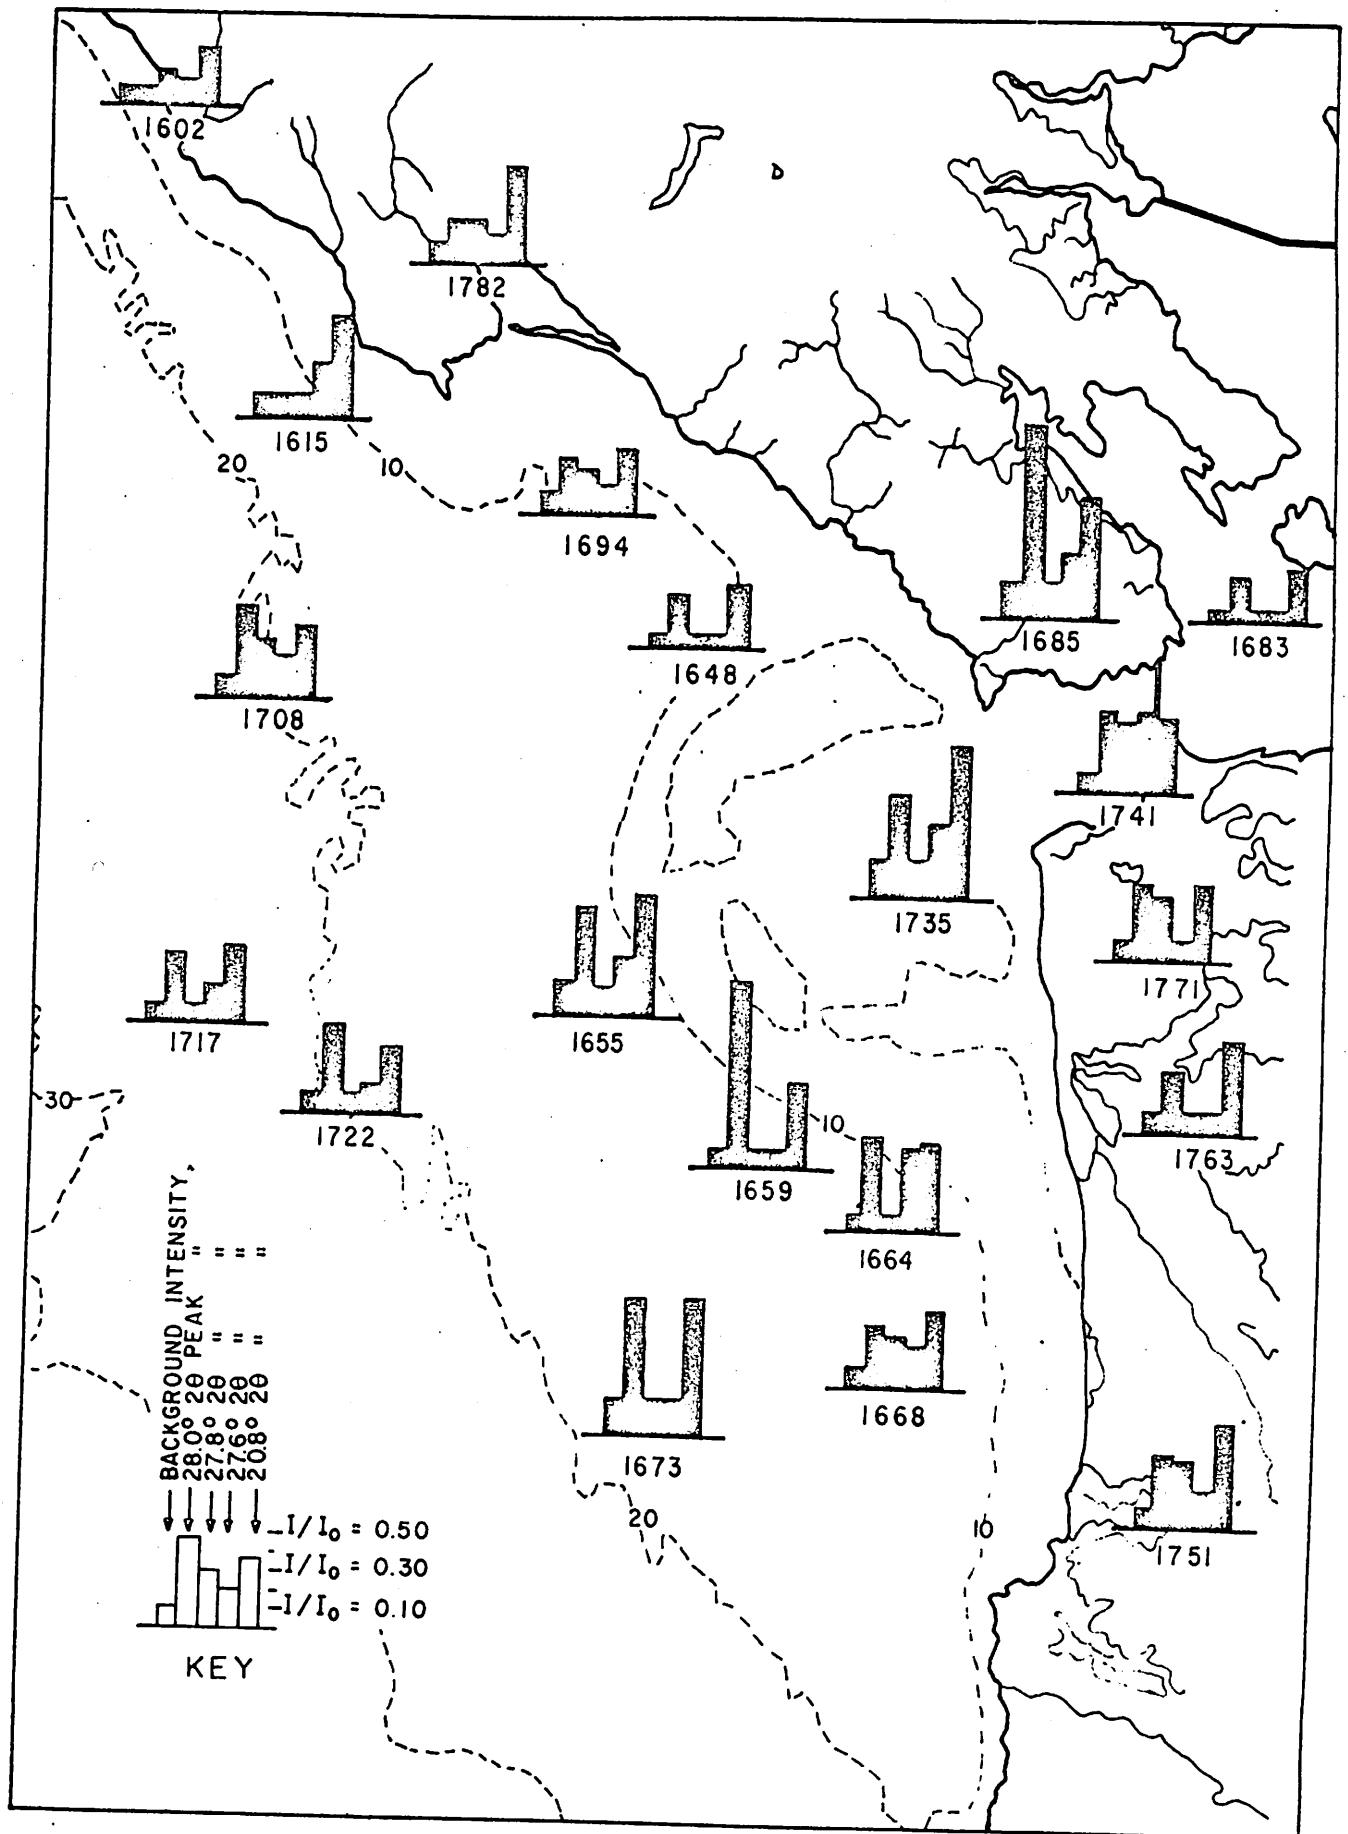 1602
D
1782
1615
20
10
1694
1685
1683
1648
1708
1741
1735
1771
1717
1655
1763
30
1722
10
1659
1664
1668
1673
1751
20
10
BACKGROUND INTENSITY,
28.0° 2θ PEAK "
27.8° 2θ " "
27.6° 2θ " "
20.8° 2θ " "
I/I₀ = 0.50
I/I₀ = 0.30
I/I₀ = 0.10
KEY